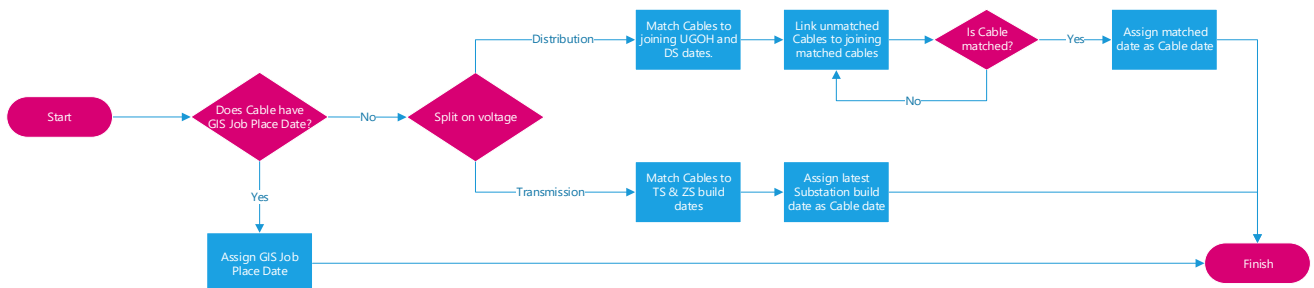 Start
Does Cable have
GIS Job Place Date?
No
Yes
Assign GIS Job
Place Date
Split on voltage
Distribution
Match Cables to
joining UGOH and
DS dates.
Link unmatched
Cables to joining
matched cables
Is Cable
matched?
No
Yes
Assign matched
date as Cable date
Transmission
Match Cables to
TS & ZS build
dates
Assign latest
Substation build
date as Cable date
Finish